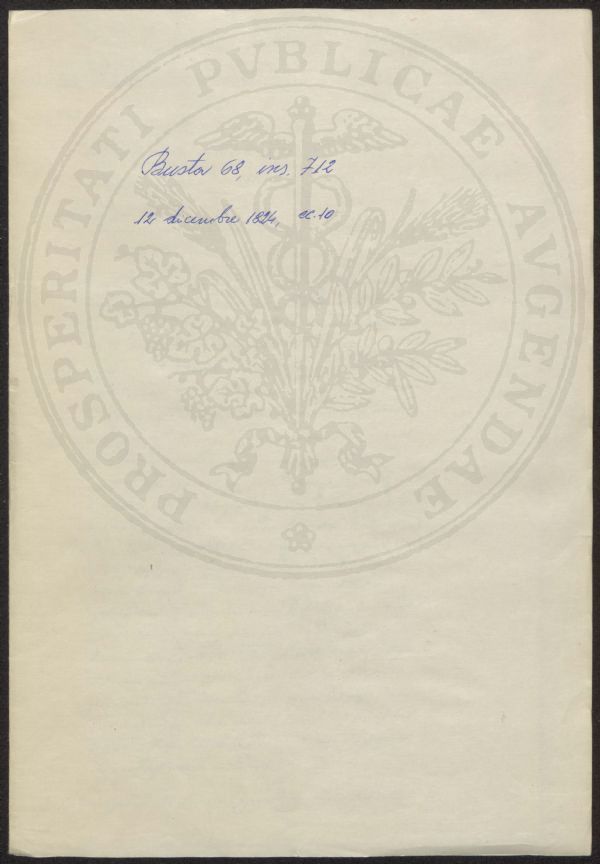 PROSPERITATI PVBLICAE AVGENDAE
Busta 68, ins. 712
12 dicembre 1824, cc. 10